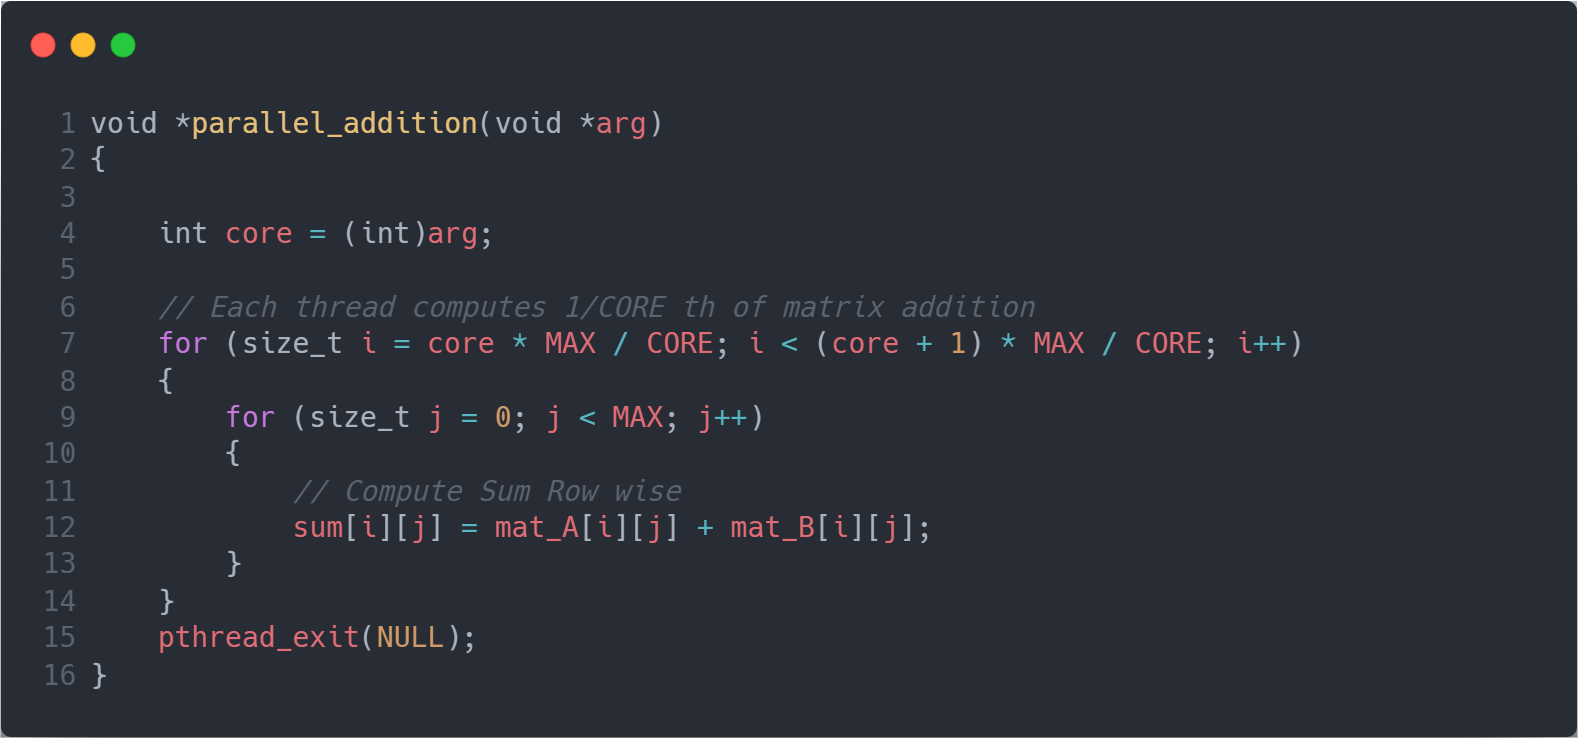 1 void *parallel_addition(void *arg)
2 {
3
4     int core = (int)arg;
5
6     // Each thread computes 1/CORE th of matrix addition
7     for (size_t i = core * MAX / CORE; i < (core + 1) * MAX / CORE; i++)
8     {
9         for (size_t j = 0; j < MAX; j++)
10         {
11             // Compute Sum Row wise
12             sum[i][j] = mat_A[i][j] + mat_B[i][j];
13         }
14     }
15     pthread_exit(NULL);
16 }